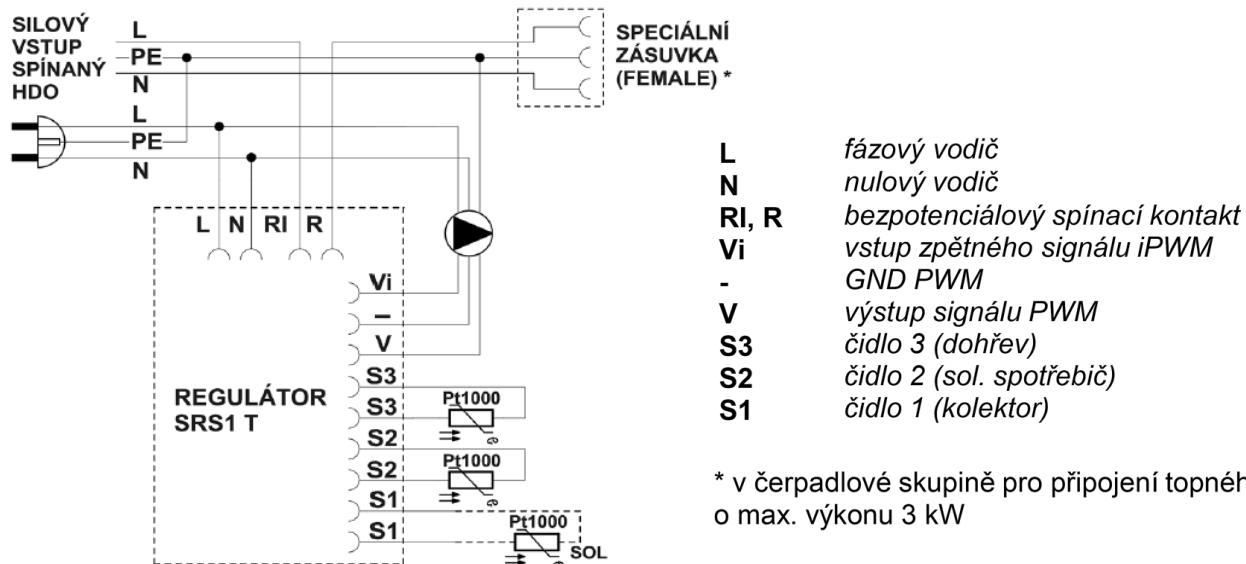 SILOVÝ
VSTUP
SPÍNANÝ
HDO
L
PE
N
L
PE
N
SPECIÁLNÍ
ZÁSUVKA
(FEMALE) *
L N RI R
Vi
–
V
S3
S3
S2
S2
S1
S1
REGULÁTOR
SRS1 T
Pt1000
Pt1000
Pt1000
SOL
L fázový vodič
N nulový vodič
RI, R bezpotenciálový spínací kontakt
Vi vstup zpětného signálu iPWM
- GND PWM
V výstup signálu PWM
S3 čidlo 3 (dohřev)
S2 čidlo 2 (sol. spotřebič)
S1 čidlo 1 (kolektor)
* v čerpadlové skupině pro připojení topnéh
o max. výkonu 3 kW